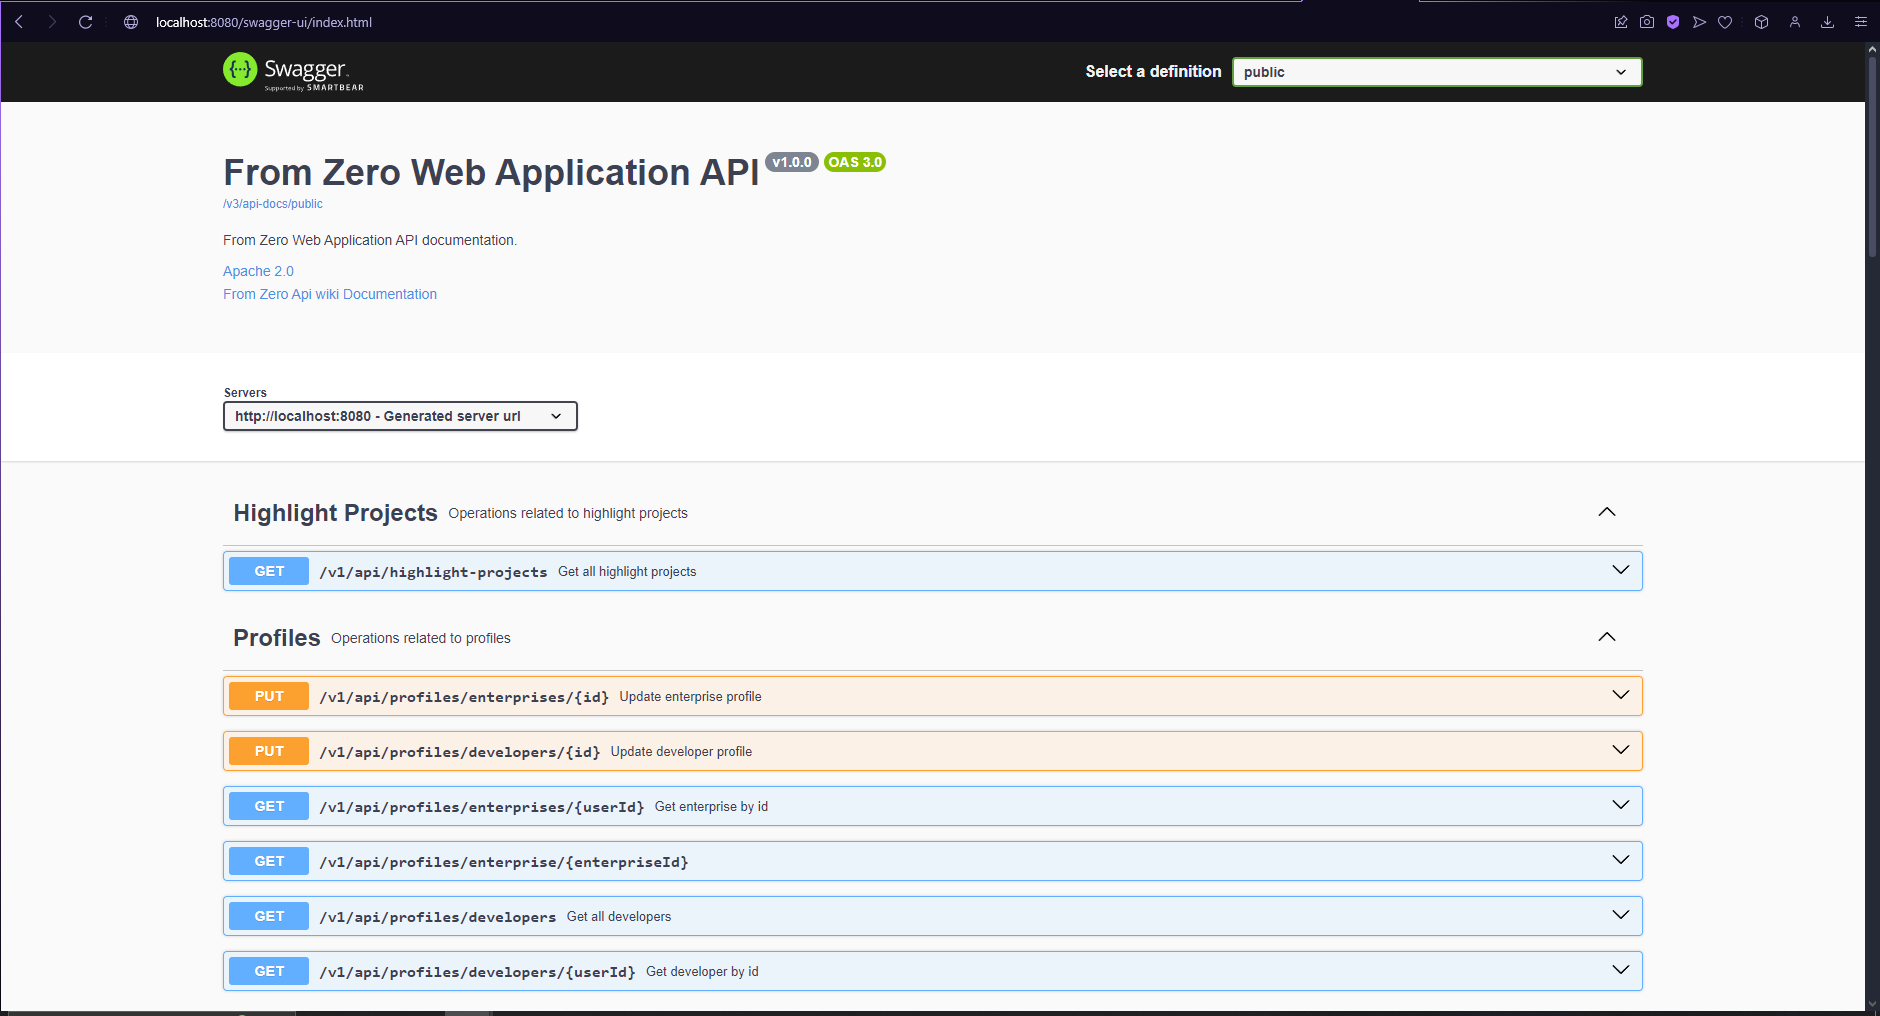 localhost:8080/swagger-ui/index.html
Swagger
Supported by SMARTBEAR
Select a definition
public
From Zero Web Application API v1.0.0 OAS 3.0
/v3/api-docs/public
From Zero Web Application API documentation.
Apache 2.0
From Zero Api wiki Documentation
Servers
http://localhost:8080 - Generated server url
Highlight Projects Operations related to highlight projects
GET /v1/api/highlight-projects Get all highlight projects
Profiles Operations related to profiles
PUT /v1/api/profiles/enterprises/{id} Update enterprise profile
PUT /v1/api/profiles/developers/{id} Update developer profile
GET /v1/api/profiles/enterprises/{userId} Get enterprise by id
GET /v1/api/profiles/enterprise/{enterpriseId}
GET /v1/api/profiles/developers Get all developers
GET /v1/api/profiles/developers/{userId} Get developer by id